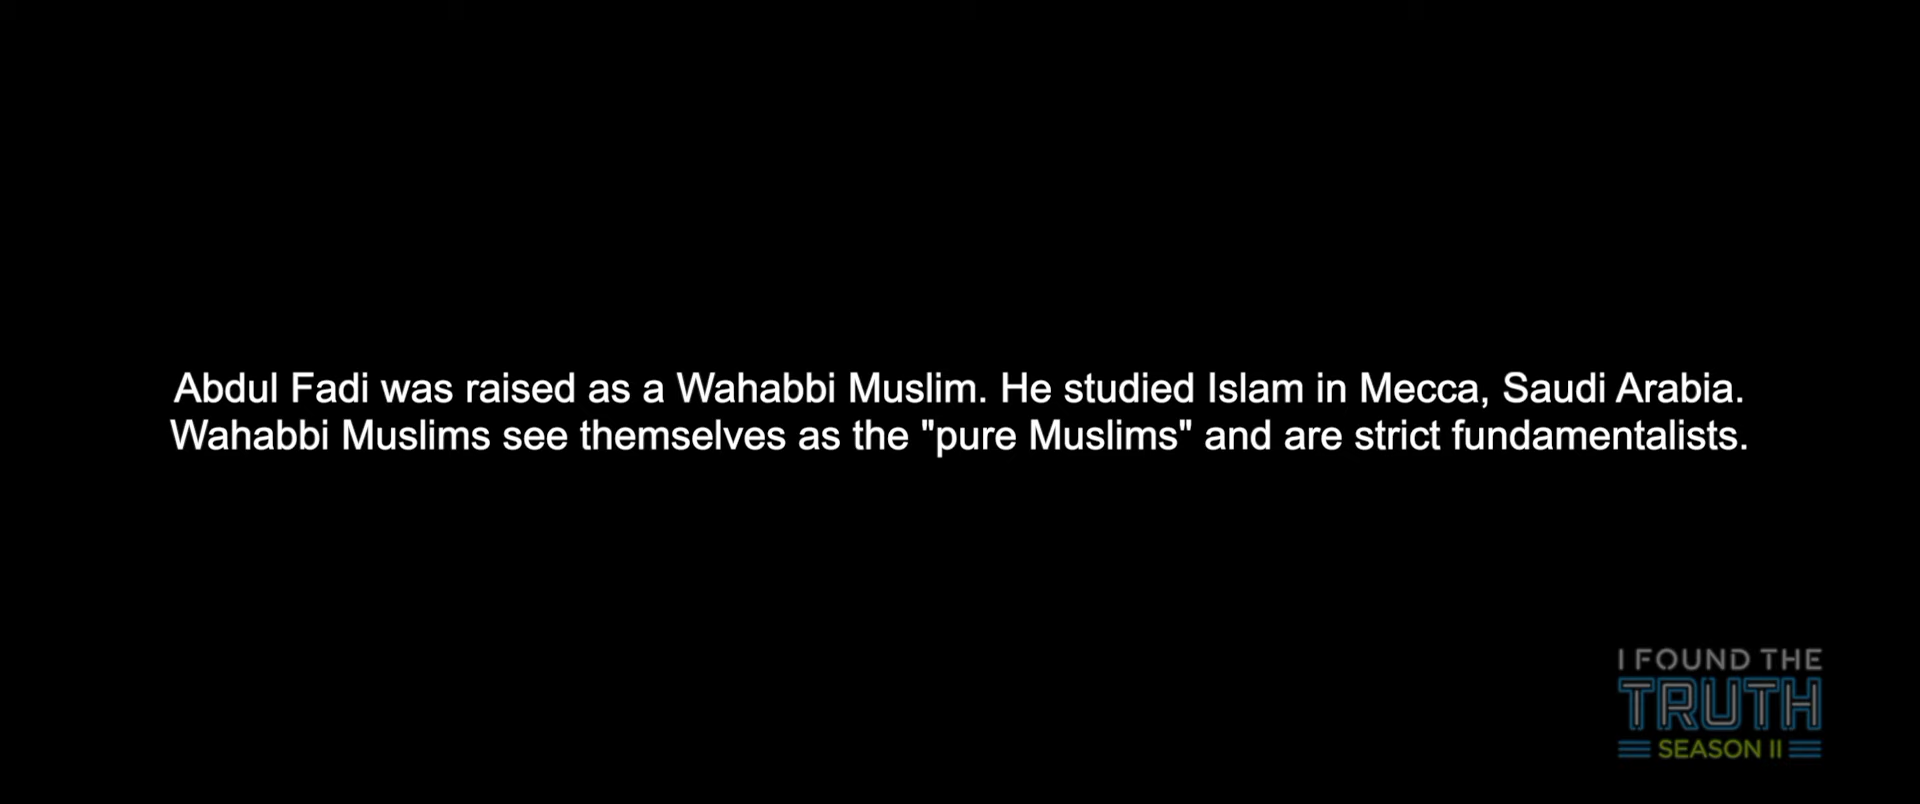 Abdul Fadi was raised as a Wahabbi Muslim. He studied Islam in Mecca, Saudi Arabia.
Wahabbi Muslims see themselves as the "pure Muslims" and are strict fundamentalists.
I FOUND THE
TRUTH
SEASON II